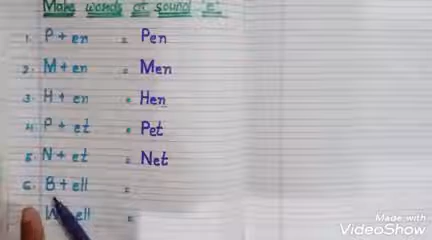 Make words of sound "e"
1. P + en = Pen
2. M + en = Men
3. H + en = Hen
4. P + et = Pet
5. N + et = Net
6. B + ell =
W + ell =
Made with
VideoShow